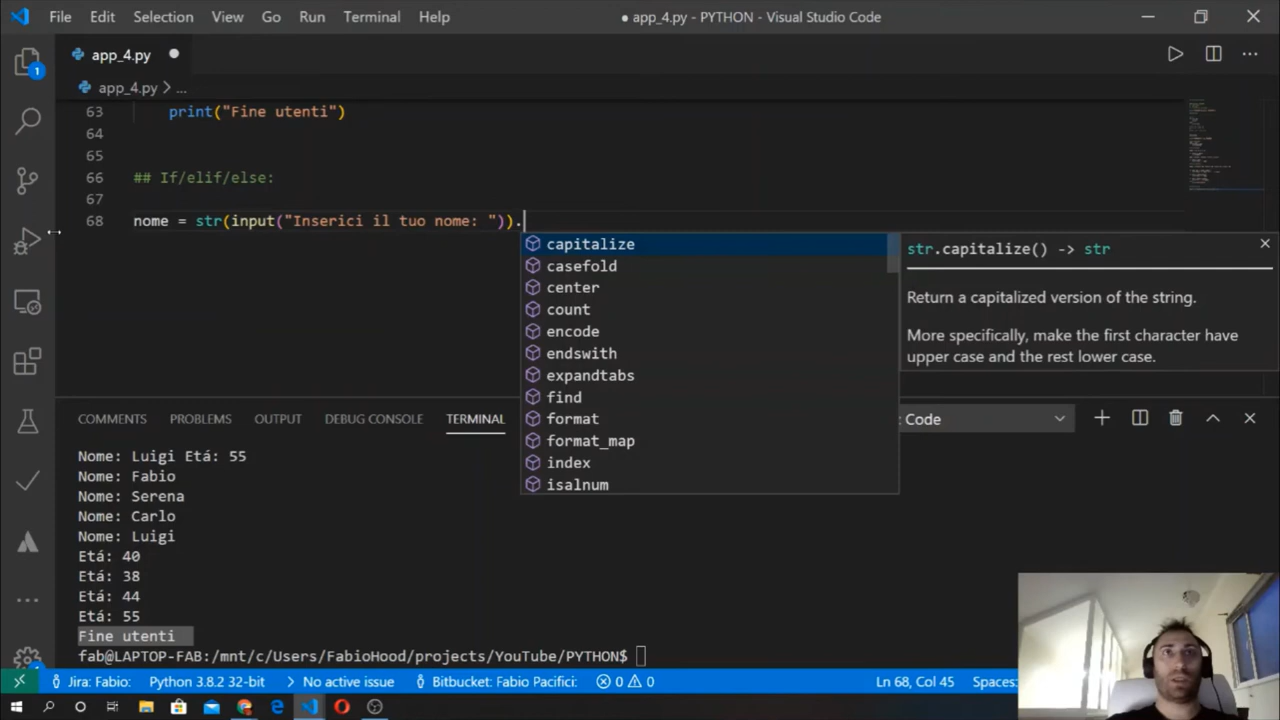 File Edit Selection View Go Run Terminal Help ● app_4.py - PYTHON - Visual Studio Code
app_4.py
app_4.py > ...
1
63 print("Fine utenti")
64
65
66 ## If/elif/else:
67
68 nome = str(input("Inserici il tuo nome: ")).
capitalize
casefold
center
count
encode
endswith
expandtabs
find
format
format_map
index
isalnum
str.capitalize() -> str
Return a capitalized version of the string.
More specifically, make the first character have
upper case and the rest lower case.
COMMENTS PROBLEMS OUTPUT DEBUG CONSOLE TERMINAL Code
Nome: Luigi Etá: 55
Nome: Fabio
Nome: Serena
Nome: Carlo
Nome: Luigi
Etá: 40
Etá: 38
Etá: 44
Etá: 55
Fine utenti
fab@LAPTOP-FAB:/mnt/c/Users/FabioHood/projects/YouTube/PYTHON$
Jira: Fabio: Python 3.8.2 32-bit No active issue Bitbucket: Fabio Pacifici: 0 0 Ln 68, Col 45 Spaces: